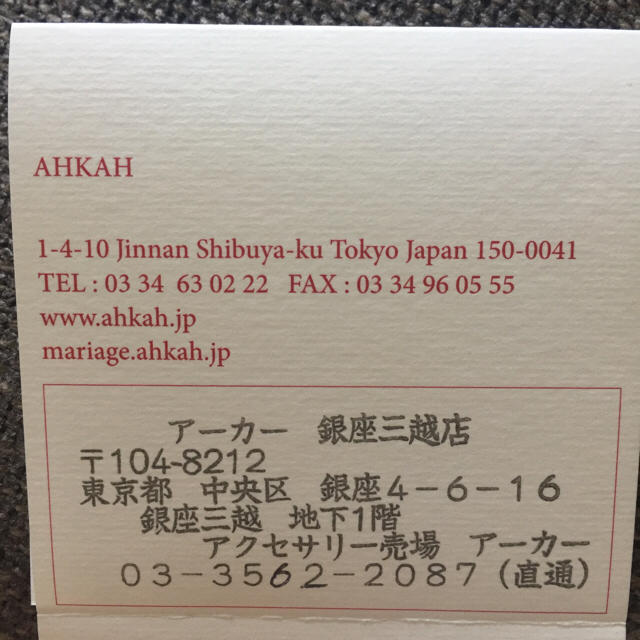 AHKAH
1-4-10 Jinnan Shibuya-ku Tokyo Japan 150-0041
TEL : 03 34 63 02 22 FAX : 03 34 96 05 55
www.ahkah.jp
mariage.ahkah.jp
アーカー 銀座三越店
〒104-8212
東京都 中央区 銀座4-6-16
銀座三越 地下1階
アクセサリー売場 アーカー
03-3562-2087(直通)